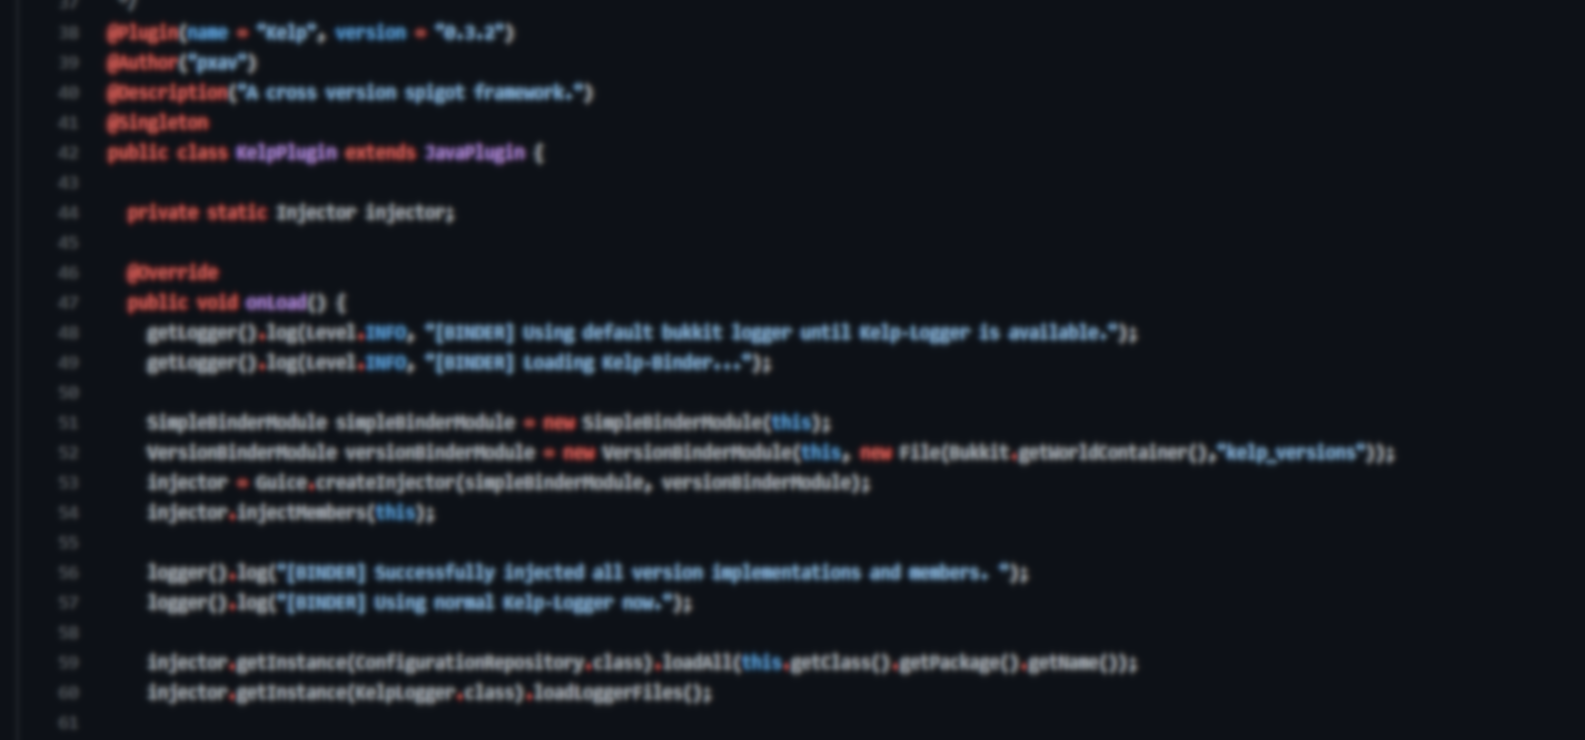 37 */
38 @Plugin(name = "Kelp", version = "0.3.2")
39 @Author("pxav")
40 @Description("A cross version spigot framework.")
41 @Singleton
42 public class KelpPlugin extends JavaPlugin {
43
44 private static Injector injector;
45
46 @Override
47 public void onLoad() {
48 getLogger().log(Level.INFO, "[BINDER] Using default bukkit logger until Kelp-Logger is available.");
49 getLogger().log(Level.INFO, "[BINDER] Loading Kelp-Binder...");
50
51 SimpleBinderModule simpleBinderModule = new SimpleBinderModule(this);
52 VersionBinderModule versionBinderModule = new VersionBinderModule(this, new File(Bukkit.getWorldContainer(),"kelp_versions"));
53 injector = Guice.createInjector(simpleBinderModule, versionBinderModule);
54 injector.injectMembers(this);
55
56 logger().log("[BINDER] Successfully injected all version implementations and members. ");
57 logger().log("[BINDER] Using normal Kelp-Logger now.");
58
59 injector.getInstance(ConfigurationRepository.class).loadAll(this.getClass().getPackage().getName());
60 injector.getInstance(KelpLogger.class).loadLoggerFiles();
61